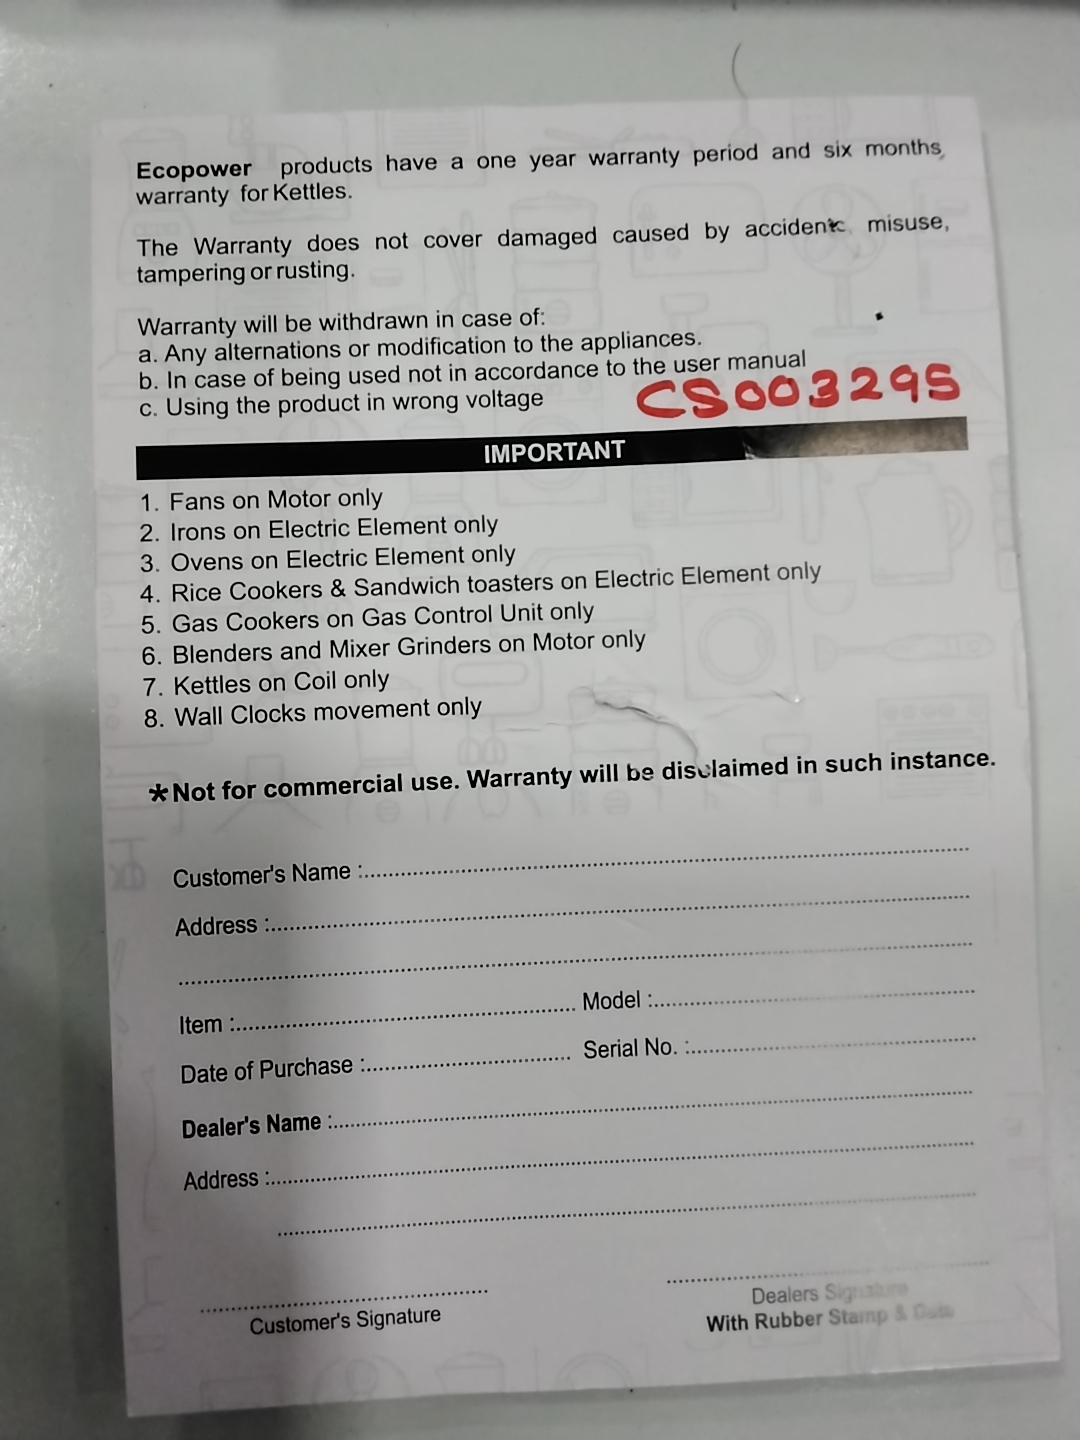 Ecopower products have a one year warranty period and six months,
warranty for Kettles.
The Warranty does not cover damaged caused by accident, misuse,
tampering or rusting.
Warranty will be withdrawn in case of:
a. Any alternations or modification to the appliances.
b. In case of being used not in accordance to the user manual
c. Using the product in wrong voltage
CS003295
IMPORTANT
1. Fans on Motor only
2. Irons on Electric Element only
3. Ovens on Electric Element only
4. Rice Cookers & Sandwich toasters on Electric Element only
5. Gas Cookers on Gas Control Unit only
6. Blenders and Mixer Grinders on Motor only
7. Kettles on Coil only
8. Wall Clocks movement only
*Not for commercial use. Warranty will be disclaimed in such instance.
Customer's Name :
Address :
Item : Model :
Date of Purchase : Serial No. :
Dealer's Name :
Address :
Customer's Signature
Dealers Signature
With Rubber Stamp & Date